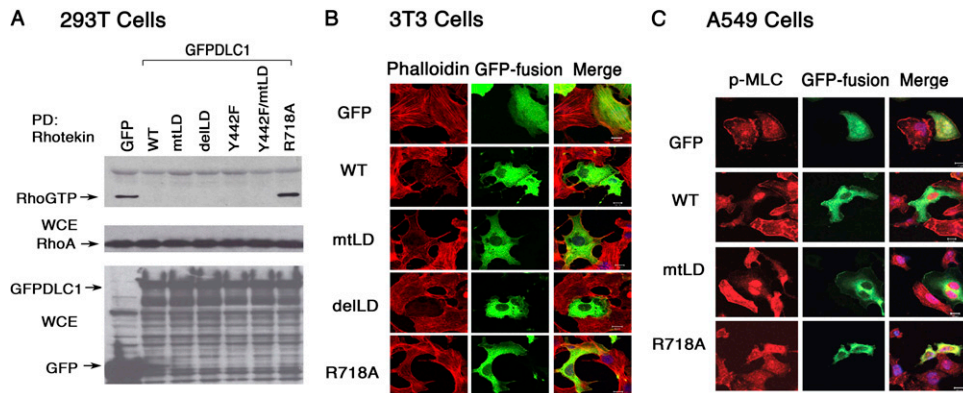 A 293T Cells
GFPDLC1
PD:
Rhotekin
GFP
WT
mtLD
delLD
Y442F
Y442F/mtLD
R718A
RhoGTP
WCE
RhoA
GFPDLC1
WCE
GFP
B 3T3 Cells
Phalloidin GFP-fusion Merge
GFP
WT
mtLD
delLD
R718A
C A549 Cells
p-MLC GFP-fusion Merge
GFP
WT
mtLD
R718A